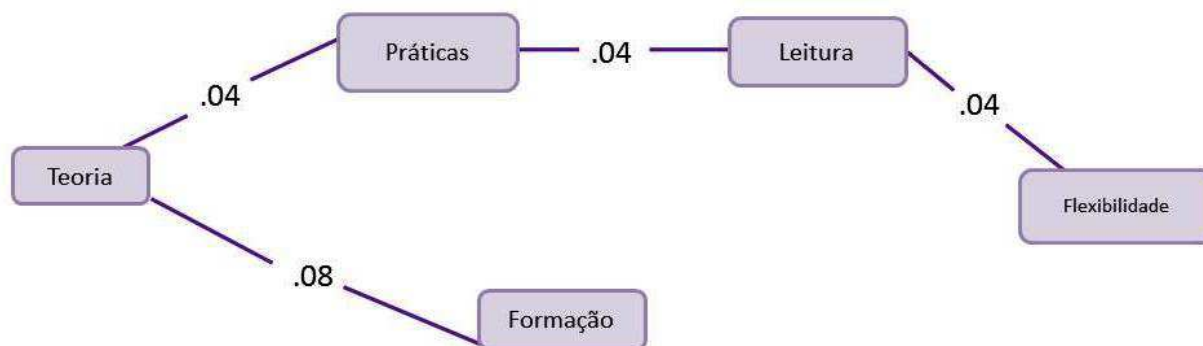 Práticas
.04
Leitura
.04
.04
Teoria
Flexibilidade
.08
Formação